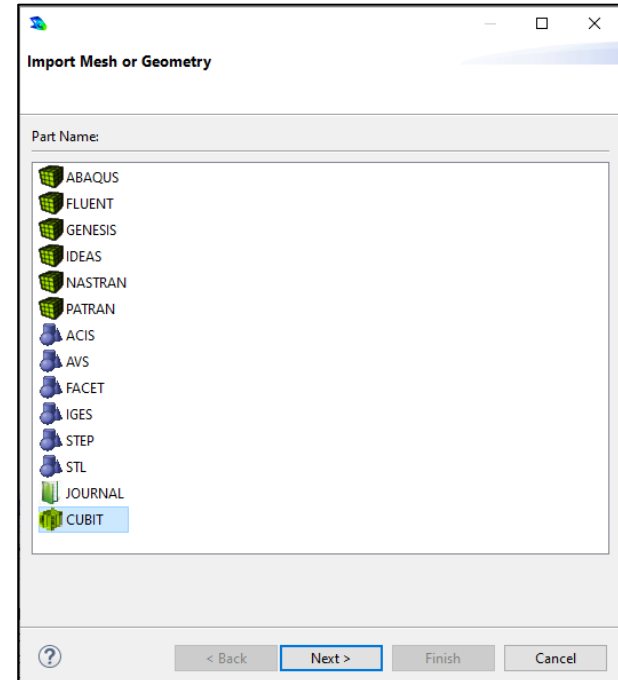 Import Mesh or Geometry
Part Name:
ABAQUS
FLUENT
GENESIS
IDEAS
NASTRAN
PATRAN
ACIS
AVS
FACET
IGES
STEP
STL
JOURNAL
CUBIT
? < Back Next > Finish Cancel